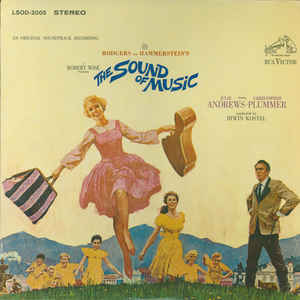 LSOD-2005 STEREO
AN ORIGINAL SOUNDTRACK RECORDING
RCA VICTOR
RODGERS and HAMMERSTEIN'S
A ROBERT WISE
THE SOUND
OF MUSIC
JULIE CHRISTOPHER
ANDREWS · PLUMMER
IRWIN KOSTAL